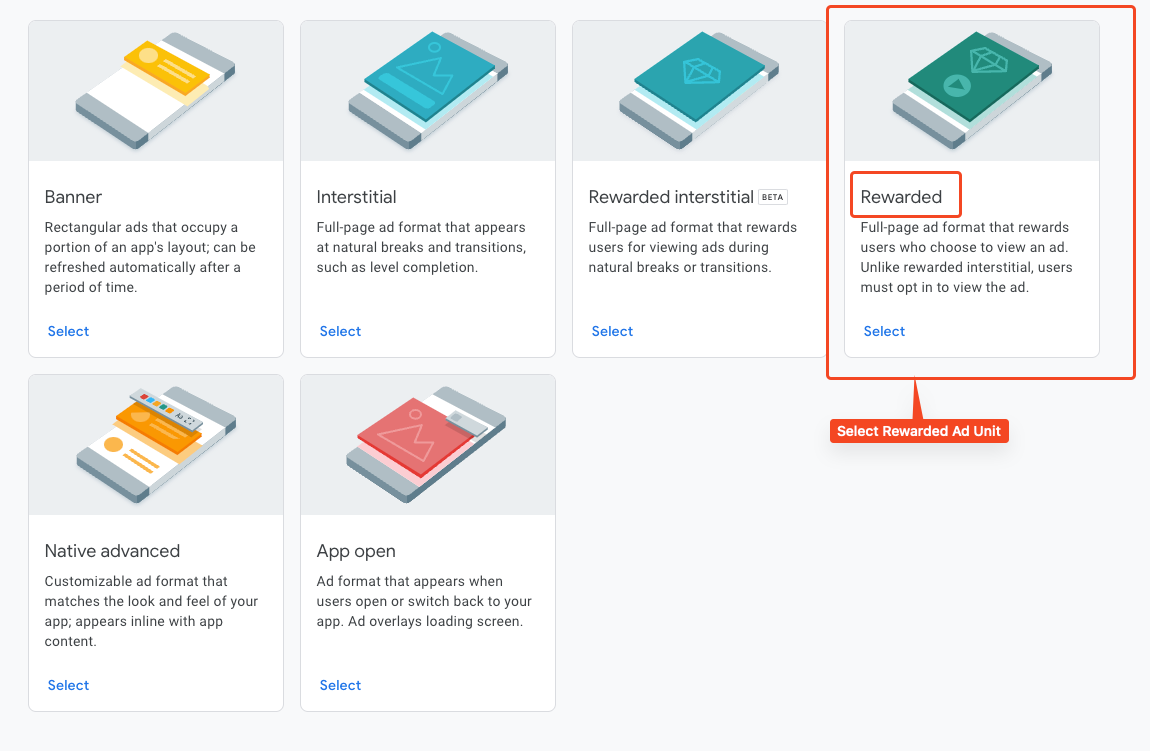 Banner
Rectangular ads that occupy a
portion of an app's layout; can be
refreshed automatically after a
period of time.
Select
Interstitial
Full-page ad format that appears
at natural breaks and transitions,
such as level completion.
Select
Rewarded interstitial BETA
Full-page ad format that rewards
users for viewing ads during
natural breaks or transitions.
Select
Rewarded
Full-page ad format that rewards
users who choose to view an ad.
Unlike rewarded interstitial, users
must opt in to view the ad.
Select
Select Rewarded Ad Unit
Native advanced
Customizable ad format that
matches the look and feel of your
app; appears inline with app
content.
Select
App open
Ad format that appears when
users open or switch back to your
app. Ad overlays loading screen.
Select